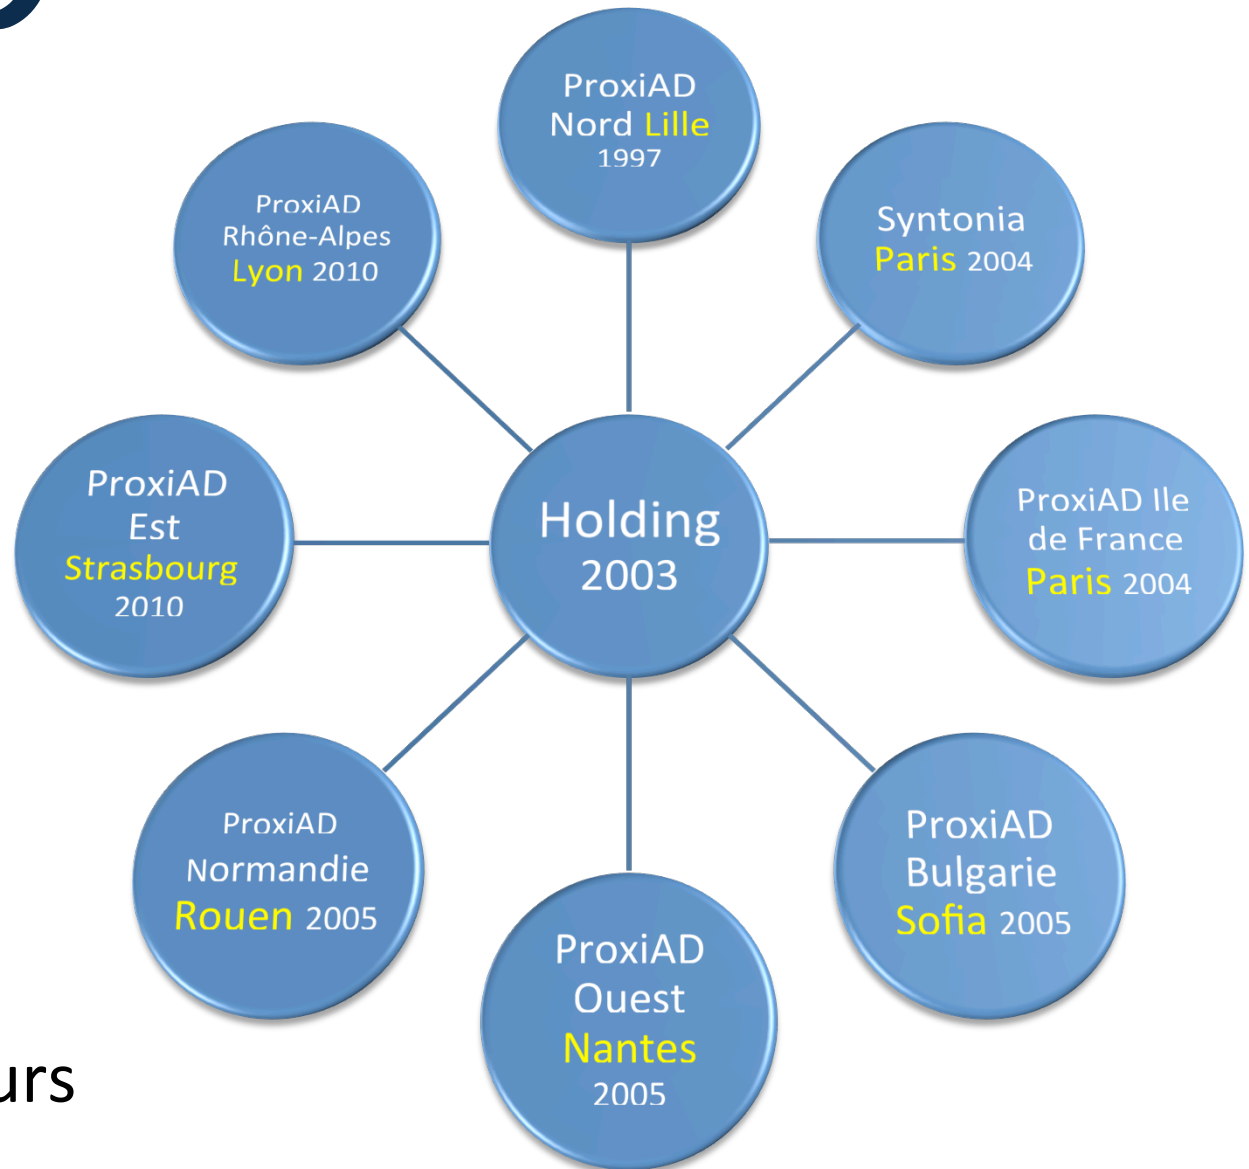 ProxiAD
Nord Lille
1997
Syntonia
Paris 2004
ProxiAD Ile
de France
Paris 2004
ProxiAD
Bulgarie
Sofia 2005
ProxiAD
Ouest
Nantes
2005
ProxiAD
Normandie
Rouen 2005
ProxiAD
Est
Strasbourg
2010
ProxiAD
Rhône-Alpes
Lyon 2010
Holding
2003
urs